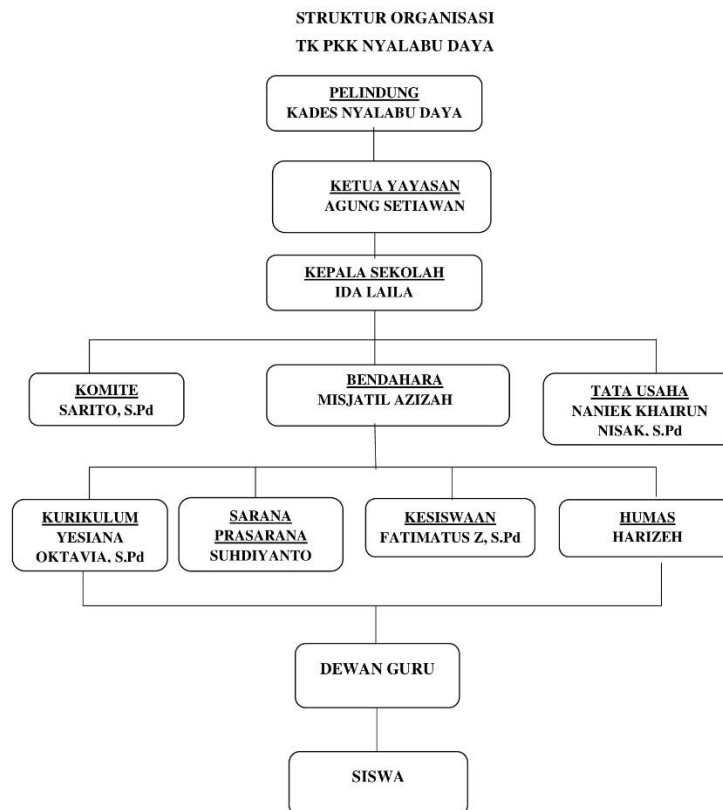 STRUKTUR ORGANISASI
TK PKK NYALABU DAYA
PELINDUNG
KADES NYALABU DAYA
KETUA YAYASAN
AGUNG SETIAWAN
KEPALA SEKOLAH
IDA LAILA
KOMITE
SARITO, S.Pd
BENDAHARA
MISJATIL AZIZAH
TATA USAHA
NANIEK KHAIRUN
NISAK, S.Pd
KURIKULUM
YESIANA
OKTAVIA, S.Pd
SARANA
PRASARANA
SUHDIYANTO
KESISWAAN
FATIMATUS Z, S.Pd
HUMAS
HARIZEH
DEWAN GURU
SISWA